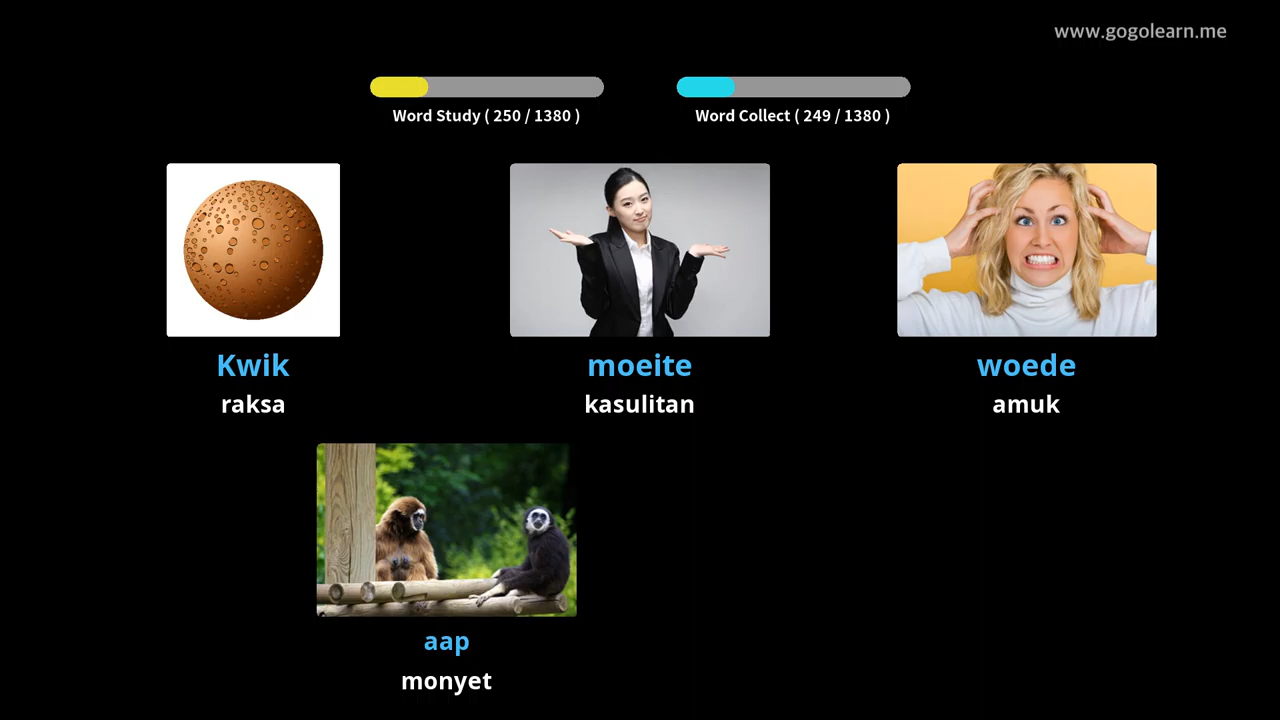 www.gogolearn.me
Word Study ( 250 / 1380 )
Word Collect ( 249 / 1380 )
Kwik
raksa
moeite
kasulitan
woede
amuk
aap
monyet